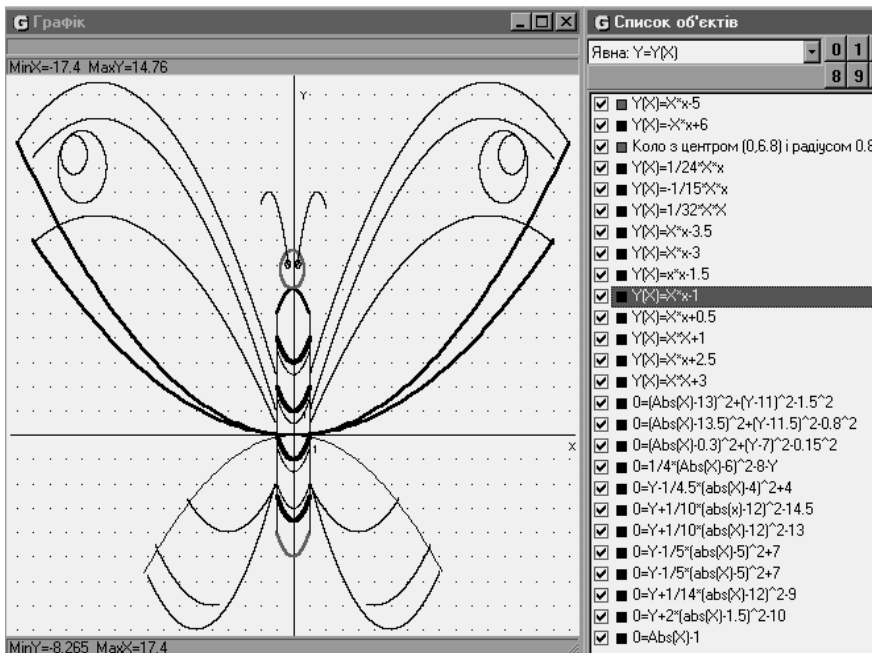 Графік
MinX=-17.4 MaxY=14.76
Y
1
X
1
MinY=-8.265 MaxX=17.4
Список об'єктів
Явна: Y=Y(X)
0 1
8 9
Y(X)=X*x-5
Y(X)=-X*x+6
Коло з центром (0,6.8) і радіусом 0.8
Y(X)=1/24*X*x
Y(X)=-1/15*X*x
Y(X)=1/32*X*X
Y(X)=X*x-3.5
Y(X)=X*x-3
Y(X)=x*x-1.5
Y(X)=X*x-1
Y(X)=X*x+0.5
Y(X)=X*X+1
Y(X)=X*x+2.5
Y(X)=X*X+3
0=(Abs(X)-13)^2+(Y-11)^2-1.5^2
0=(Abs(X)-13.5)^2+(Y-11.5)^2-0.8^2
0=(Abs(X)-0.3)^2+(Y-7)^2-0.15^2
0=1/4*(Abs(X)-6)^2-8-Y
0=Y-1/4.5*(abs(X)-4)^2+4
0=Y+1/10*(abs(x)-12)^2-14.5
0=Y+1/10*(abs(X)-12)^2-13
0=Y-1/5*(abs(X)-5)^2+7
0=Y-1/5*(abs(X)-5)^2+7
0=Y+1/14*(abs(X)-12)^2-9
0=Y+2*(abs(X)-1.5)^2-10
0=Abs(X)-1